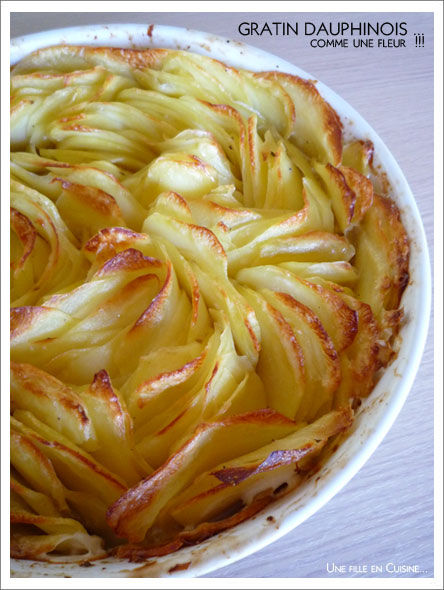 GRATIN DAUPHINOIS ...
COMME UNE FLEUR !!!
UNE FILLE EN CUISINE...